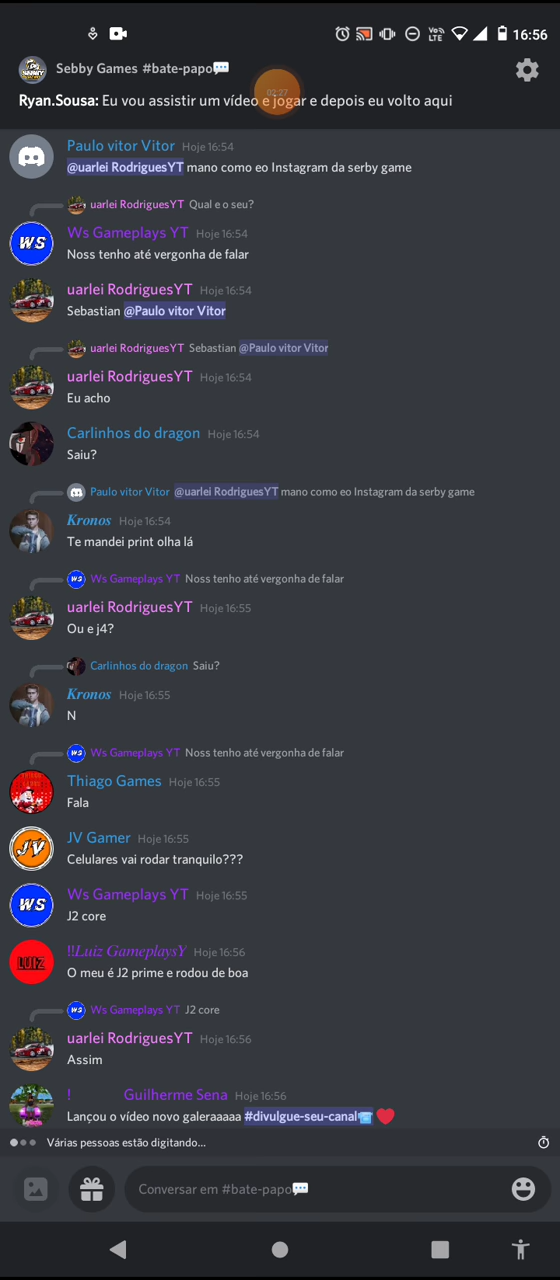 Vo)) LTE 16:56
Sebby Games #bate-papo💬
02:27
Ryan.Sousa: Eu vou assistir um vídeo e jogar e depois eu volto aqui
Paulo vitor Vitor Hoje 16:54
@uarlei RodriguesYT mano como eo Instagram da serby game
uarlei RodriguesYT Qual e o seu?
WS
Ws Gameplays YT Hoje 16:54
Noss tenho até vergonha de falar
uarlei RodriguesYT Hoje 16:54
Sebastian @Paulo vitor Vitor
uarlei RodriguesYT Sebastian @Paulo vitor Vitor
uarlei RodriguesYT Hoje 16:54
Eu acho
Carlinhos do dragon Hoje 16:54
Saiu?
Paulo vitor Vitor @uarlei RodriguesYT mano como eo Instagram da serby game
Kronos Hoje 16:54
Te mandei print olha lá
Ws Gameplays YT Noss tenho até vergonha de falar
uarlei RodriguesYT Hoje 16:55
Ou e j4?
Carlinhos do dragon Saiu?
Kronos Hoje 16:55
N
Ws Gameplays YT Noss tenho até vergonha de falar
Thiago Games Hoje 16:55
Fala
JV
JV Gamer Hoje 16:55
Celulares vai rodar tranquilo???
WS
Ws Gameplays YT Hoje 16:55
J2 core
LUIZ
!!Luiz GameplaysY Hoje 16:56
O meu é J2 prime e rodou de boa
Ws Gameplays YT J2 core
uarlei RodriguesYT Hoje 16:56
Assim
! Guilherme Sena Hoje 16:56
Lançou o vídeo novo galeraaaaa #divulgue-seu-canal ❤️
Várias pessoas estão digitando...
Conversar em #bate-papo💬